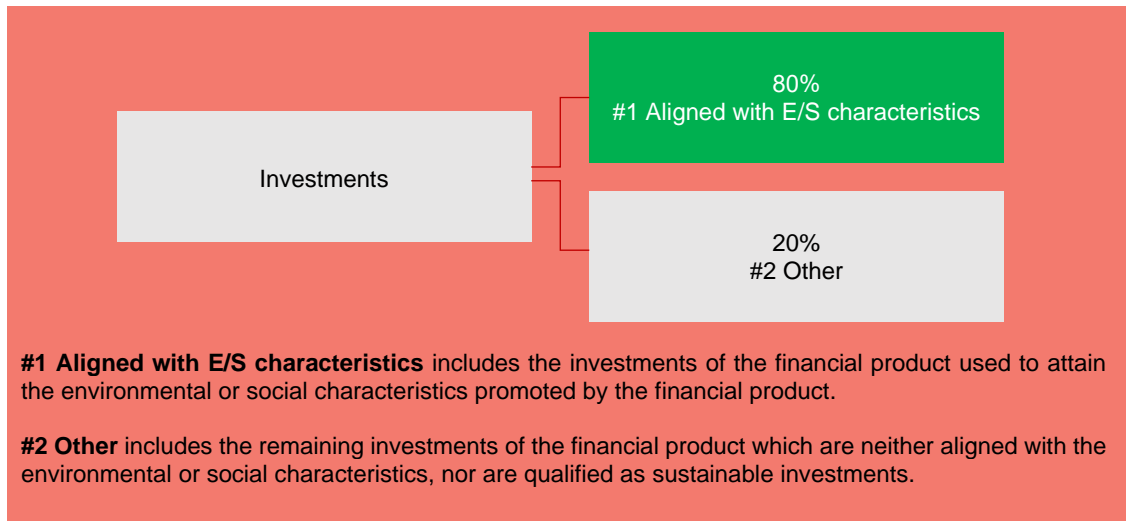 80%
#1 Aligned with E/S characteristics
Investments
20%
#2 Other
#1 Aligned with E/S characteristics includes the investments of the financial product used to attain
the environmental or social characteristics promoted by the financial product.
#2 Other includes the remaining investments of the financial product which are neither aligned with the
environmental or social characteristics, nor are qualified as sustainable investments.